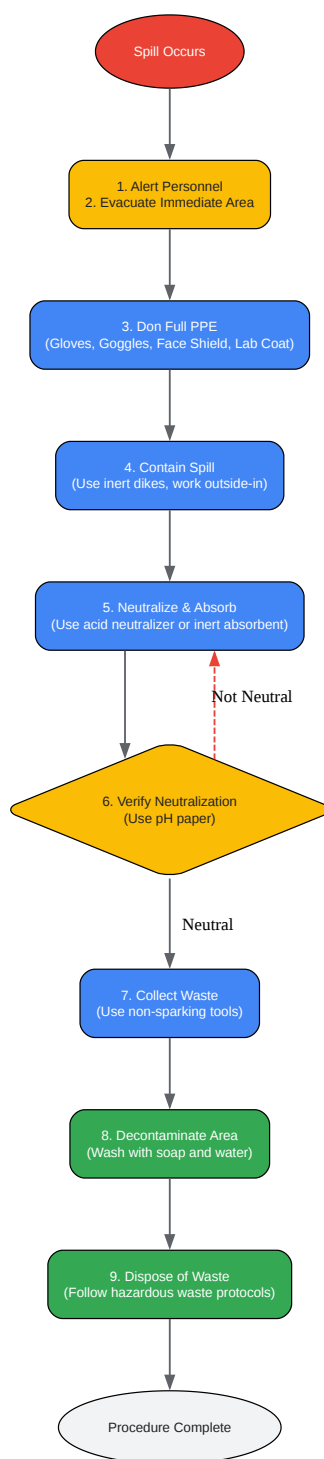 Spill Occurs
1. Alert Personnel
2. Evacuate Immediate Area
3. Don Full PPE
(Gloves, Goggles, Face Shield, Lab Coat)
4. Contain Spill
(Use inert dikes, work outside-in)
5. Neutralize & Absorb
(Use acid neutralizer or inert absorbent)
Not Neutral
6. Verify Neutralization
(Use pH paper)
Neutral
7. Collect Waste
(Use non-sparking tools)
8. Decontaminate Area
(Wash with soap and water)
9. Dispose of Waste
(Follow hazardous waste protocols)
Procedure Complete